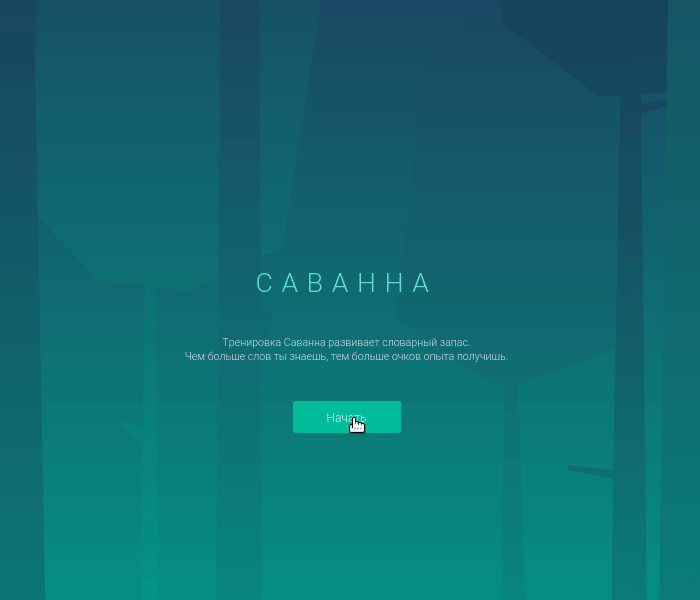 САВАННА
Тренировка Саванна развивает словарный запас.
Чем больше слов ты знаешь, тем больше очков опыта получишь.
Начать